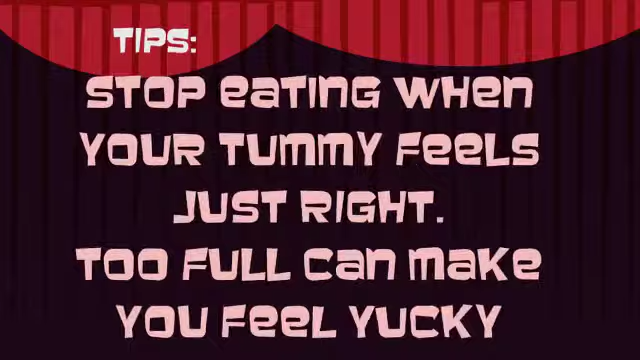 TIPS:
STOP eATING WHen
YOUR TUMMY FeeLS
JUST RIGHT.
TOO FULL Can make
YOU FeeL YUCKY